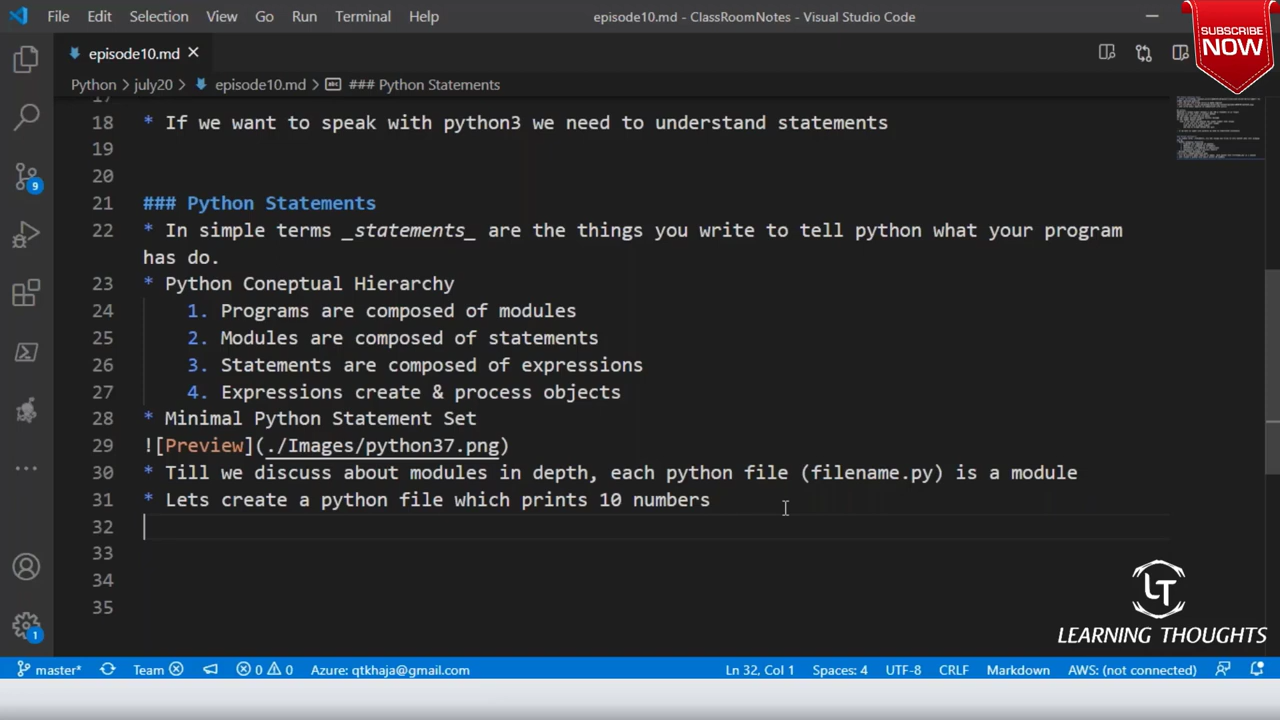 File Edit Selection View Go Run Terminal Help episode10.md - ClassRoomNotes - Visual Studio Code
SUBSCRIBE
NOW
episode10.md
Python > july20 > episode10.md > ### Python Statements
18 * If we want to speak with python, we need to understand statements
19
20
21 ### Python Statements
22 * In simple terms _statements_ are the things you write to tell python what your program
has do.
23 * Python Coneptual Hierarchy
24 1. Programs are composed of modules
25 2. Modules are composed of statements
26 3. Statements are composed of expressions
27 4. Expressions create & process objects
28 * Minimal Python Statement Set
29 ![Preview](./Images/python37.png)
30 * Till we discuss about modules in depth, each python file (filename.py) is a module
31 * Lets create a python file which prints 10 numbers
32
33
34
35
9
1
LT
LEARNING THOUGHTS
master* Team 0 0 Azure: qtkhaja@gmail.com Ln 32, Col 1 Spaces: 4 UTF-8 CRLF Markdown AWS: (not connected)